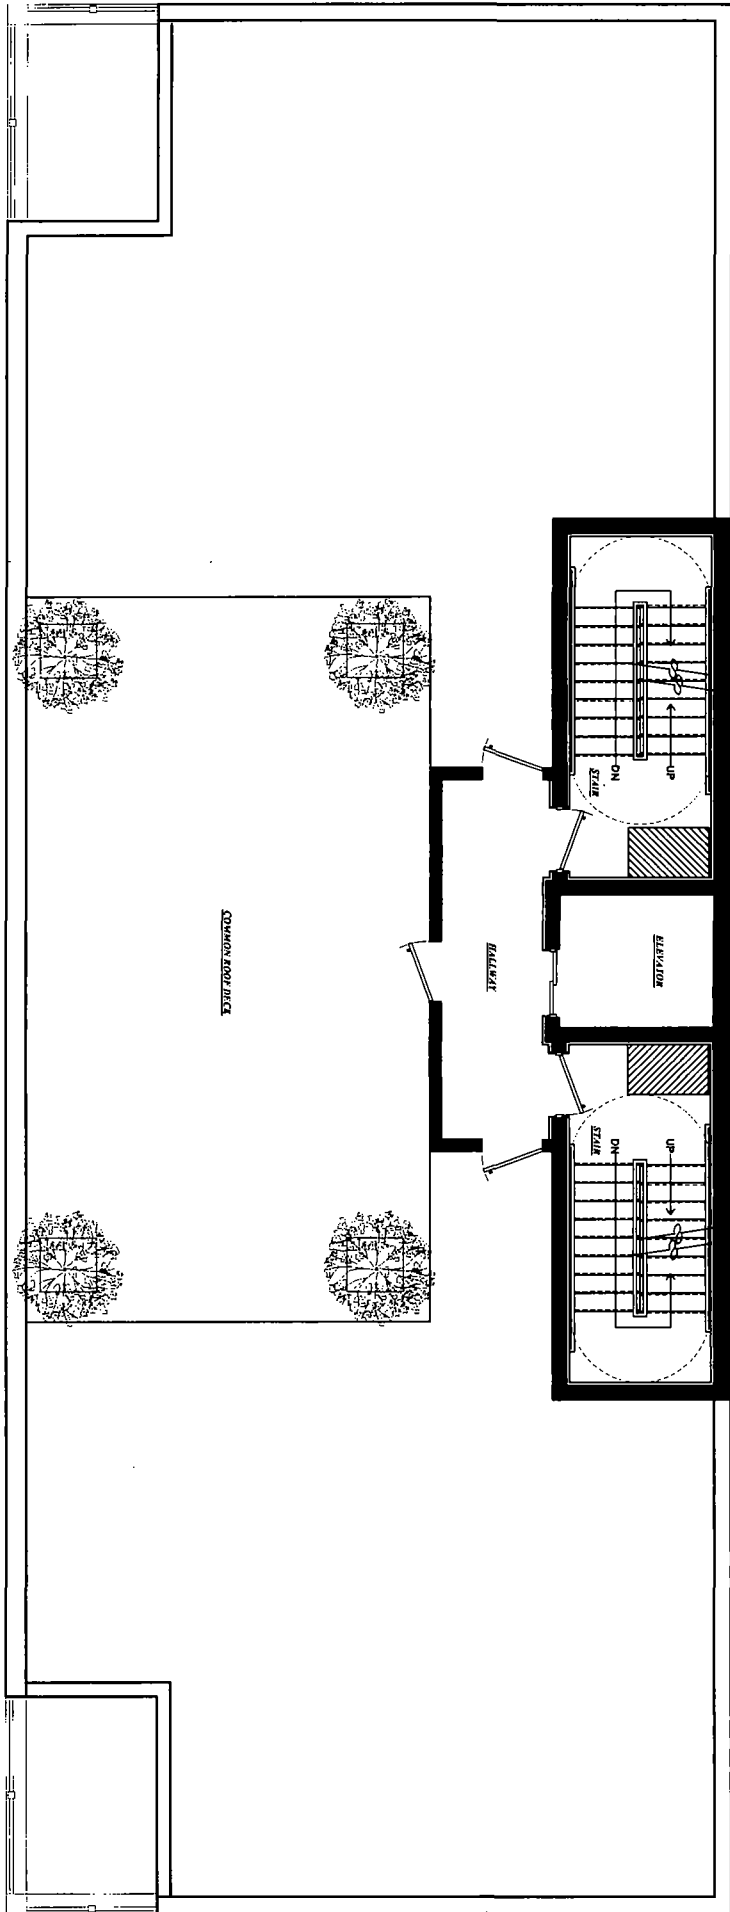 STAIR
DN
UP
ELEVATOR
HALLWAY
COMMON ROOF DECK
STAIR
DN
UP